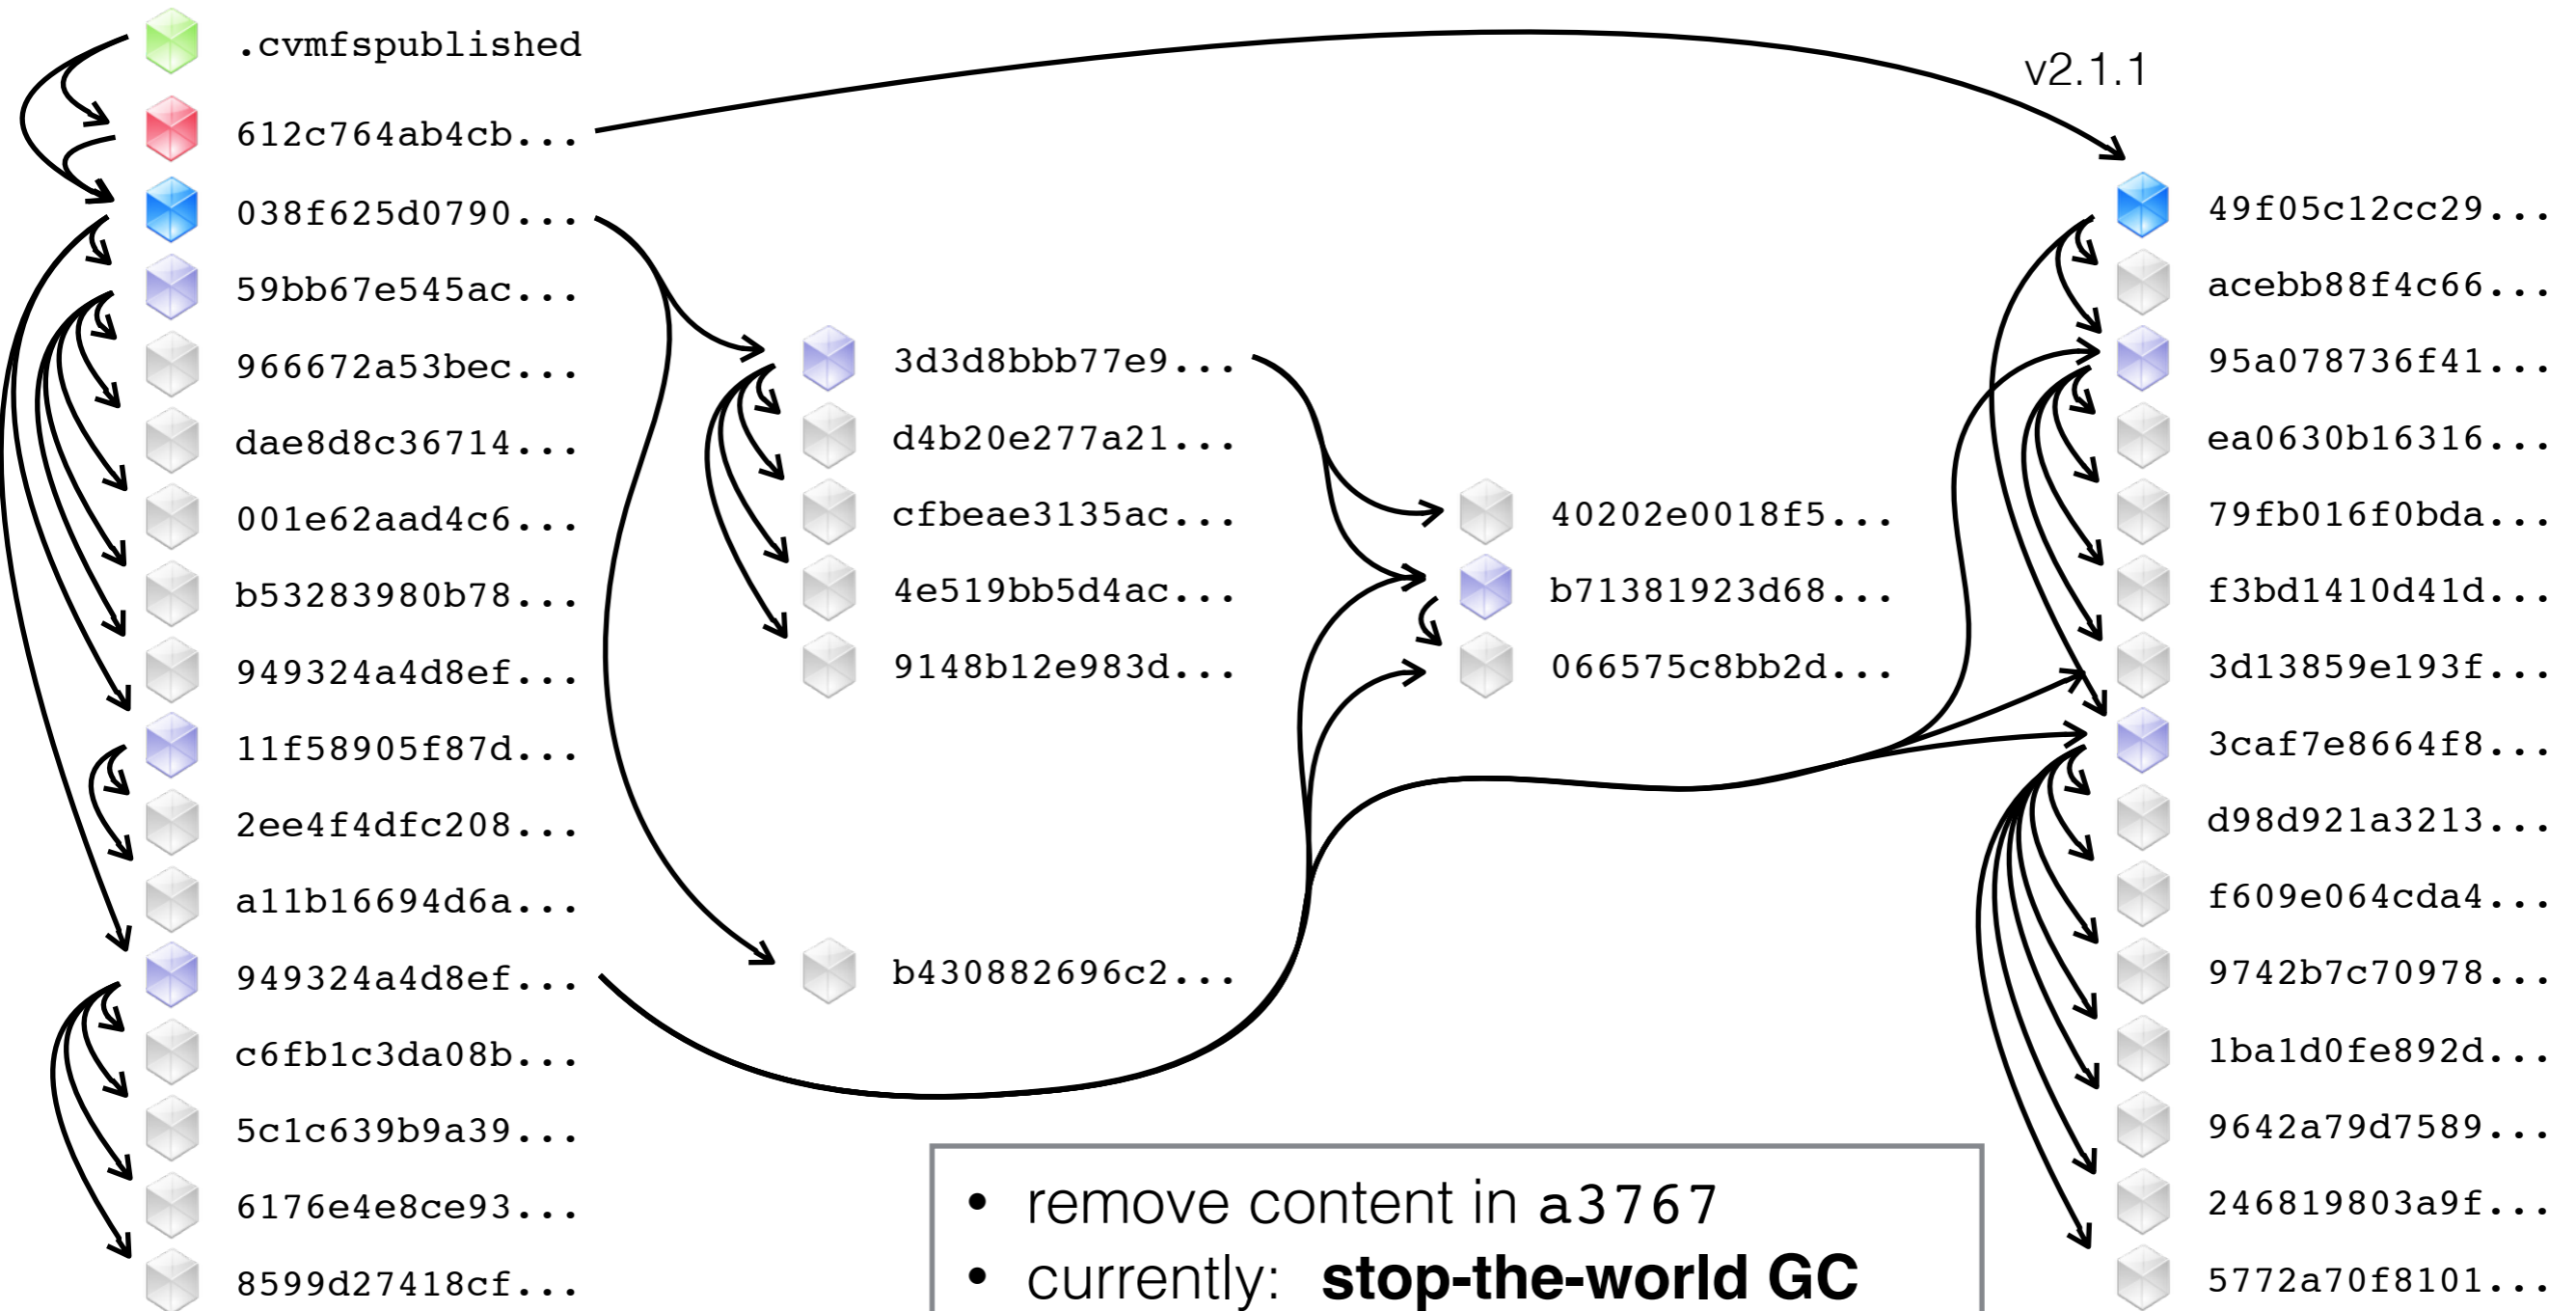 .cvmfspublished
612c764ab4cb...
038f625d0790...
59bb67e545ac...
966672a53bec...
dae8d8c36714...
001e62aad4c6...
b53283980b78...
949324a4d8ef...
11f58905f87d...
2ee4f4dfc208...
a11b16694d6a...
949324a4d8ef...
c6fb1c3da08b...
5c1c639b9a39...
6176e4e8ce93...
8599d27418cf...
3d3d8bbb77e9...
d4b20e277a21...
cfbeae3135ac...
4e519bb5d4ac...
9148b12e983d...
b430882696c2...
40202e0018f5...
b71381923d68...
066575c8bb2d...
v2.1.1
49f05c12cc29...
acebb88f4c66...
95a078736f41...
ea0630b16316...
79fb016f0bda...
f3bd1410d41d...
3d13859e193f...
3caf7e8664f8...
d98d921a3213...
f609e064cda4...
9742b7c70978...
1ba1d0fe892d...
9642a79d7589...
246819803a9f...
5772a70f8101...
• remove content in a3767
• currently: stop-the-world GC